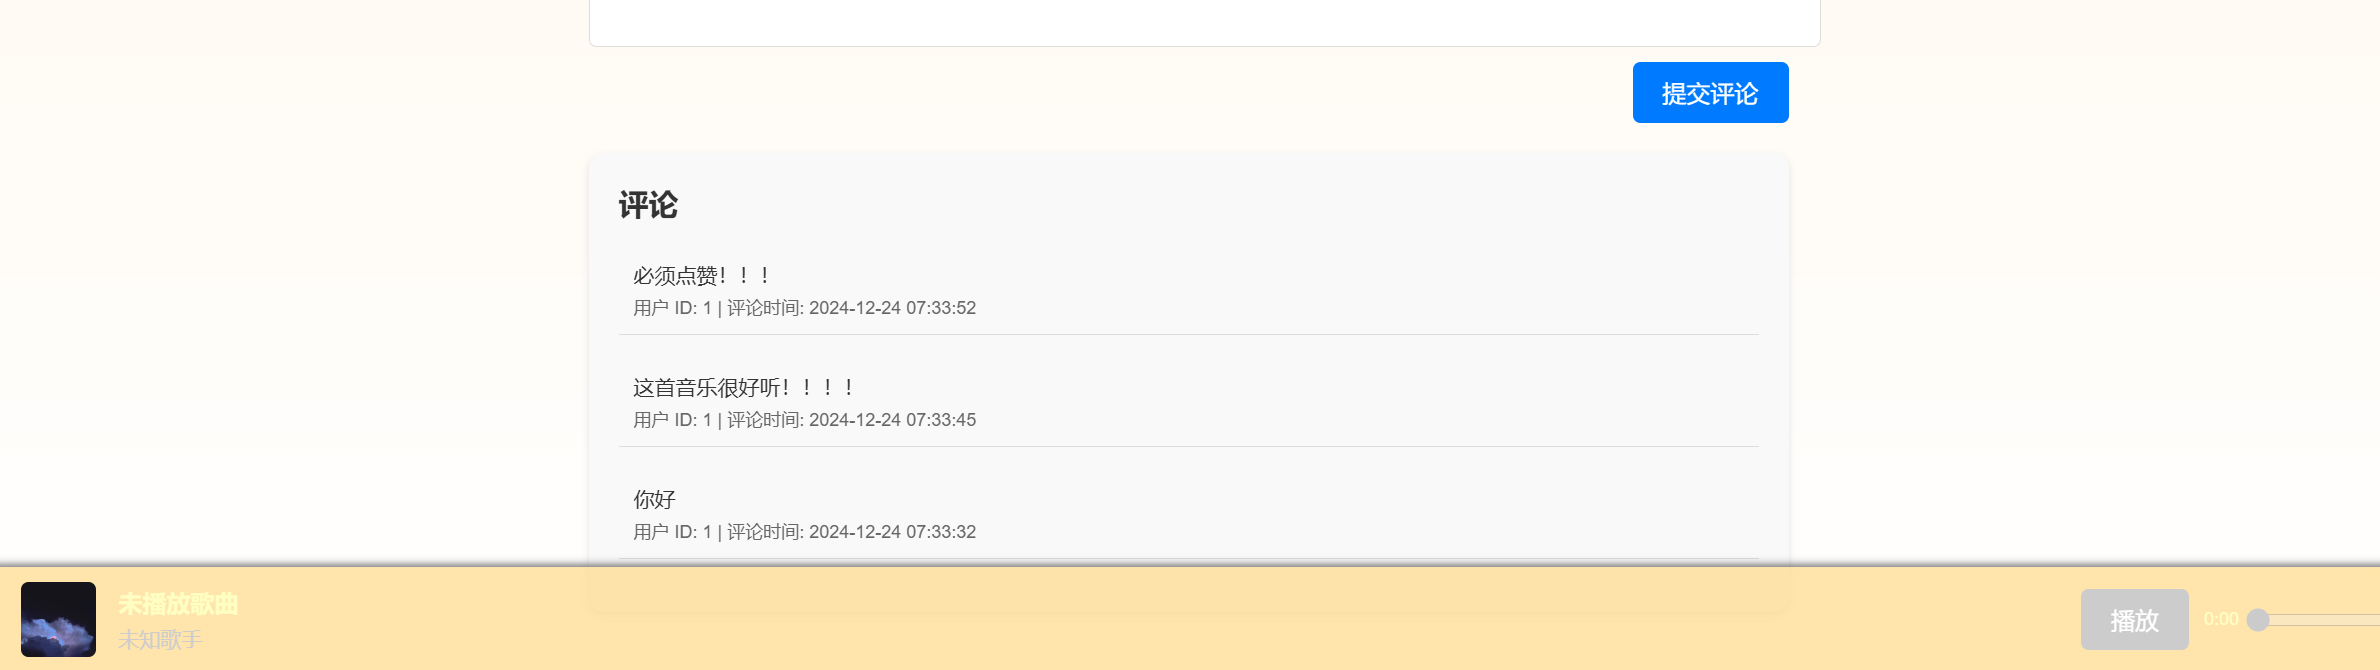 提交评论
评论
必须点赞！！！
用户 ID: 1 | 评论时间: 2024-12-24 07:33:52
这首音乐很好听！！！！
用户 ID: 1 | 评论时间: 2024-12-24 07:33:45
你好
用户 ID: 1 | 评论时间: 2024-12-24 07:33:32
未播放歌曲
未知歌手
播放 0:00